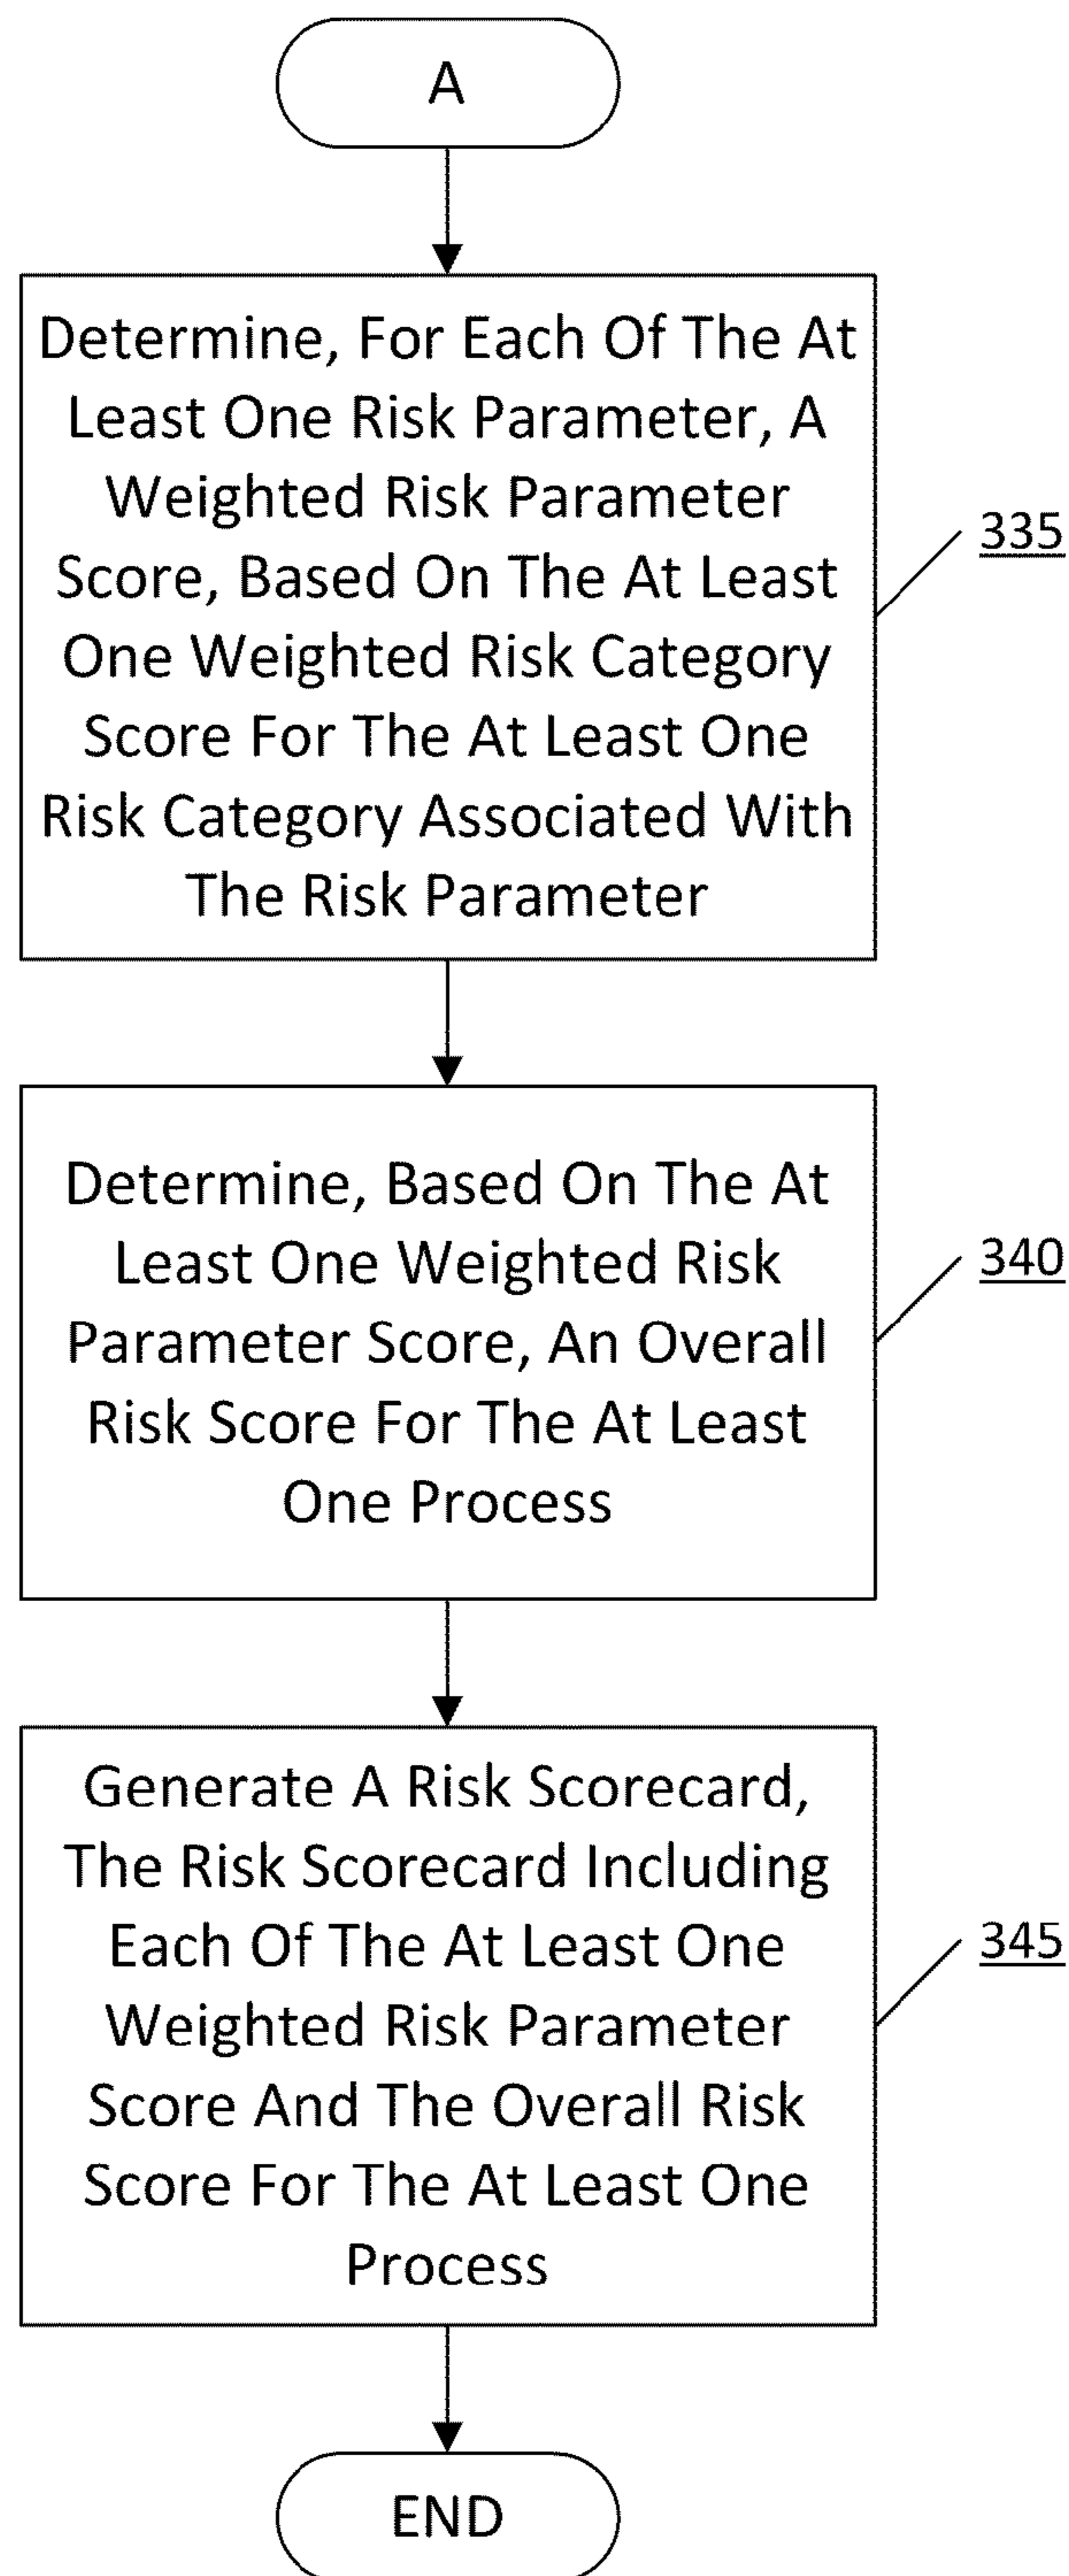 A
Determine, For Each Of The At
Least One Risk Parameter, A
Weighted Risk Parameter
Score, Based On The At Least
One Weighted Risk Category
Score For The At Least One
Risk Category Associated With
The Risk Parameter
335
Determine, Based On The At
Least One Weighted Risk
Parameter Score, An Overall
Risk Score For The At Least
One Process
340
Generate A Risk Scorecard,
The Risk Scorecard Including
Each Of The At Least One
Weighted Risk Parameter
Score And The Overall Risk
Score For The At Least One
Process
345
END